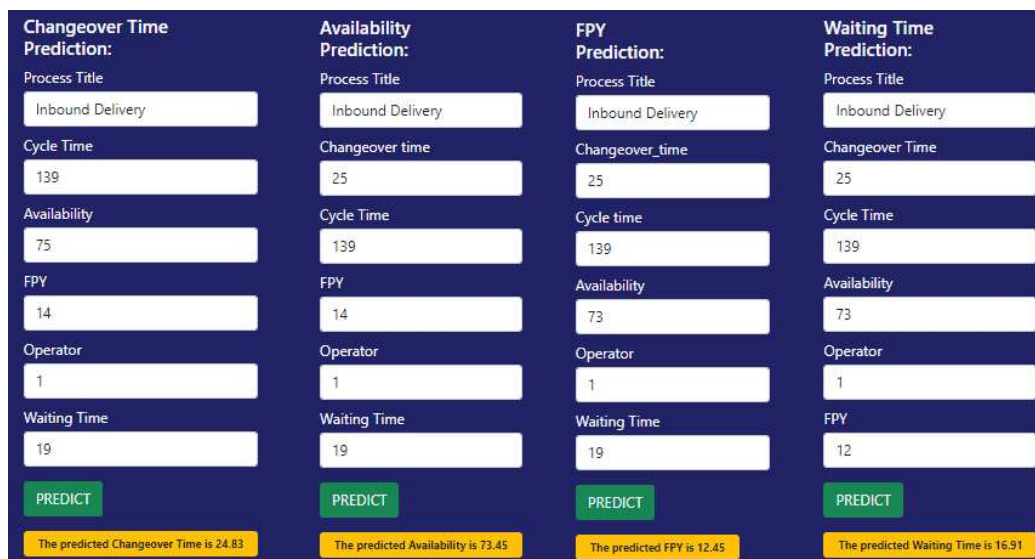 Changeover Time
Prediction:
Process Title
Inbound Delivery
Cycle Time
139
Availability
75
FPY
14
Operator
1
Waiting Time
19
PREDICT
The predicted Changeover Time is 24.83
Availability
Prediction:
Process Title
Inbound Delivery
Changeover time
25
Cycle Time
139
FPY
14
Operator
1
Waiting Time
19
PREDICT
The predicted Availability is 73.45
FPY
Prediction:
Process Title
Inbound Delivery
Changeover_time
25
Cycle time
139
Availability
73
Operator
1
Waiting Time
19
PREDICT
The predicted FPY is 12.45
Waiting Time
Prediction:
Process Title
Inbound Delivery
Changeover Time
25
Cycle Time
139
Availability
73
Operator
1
FPY
12
PREDICT
The predicted Waiting Time is 16.91